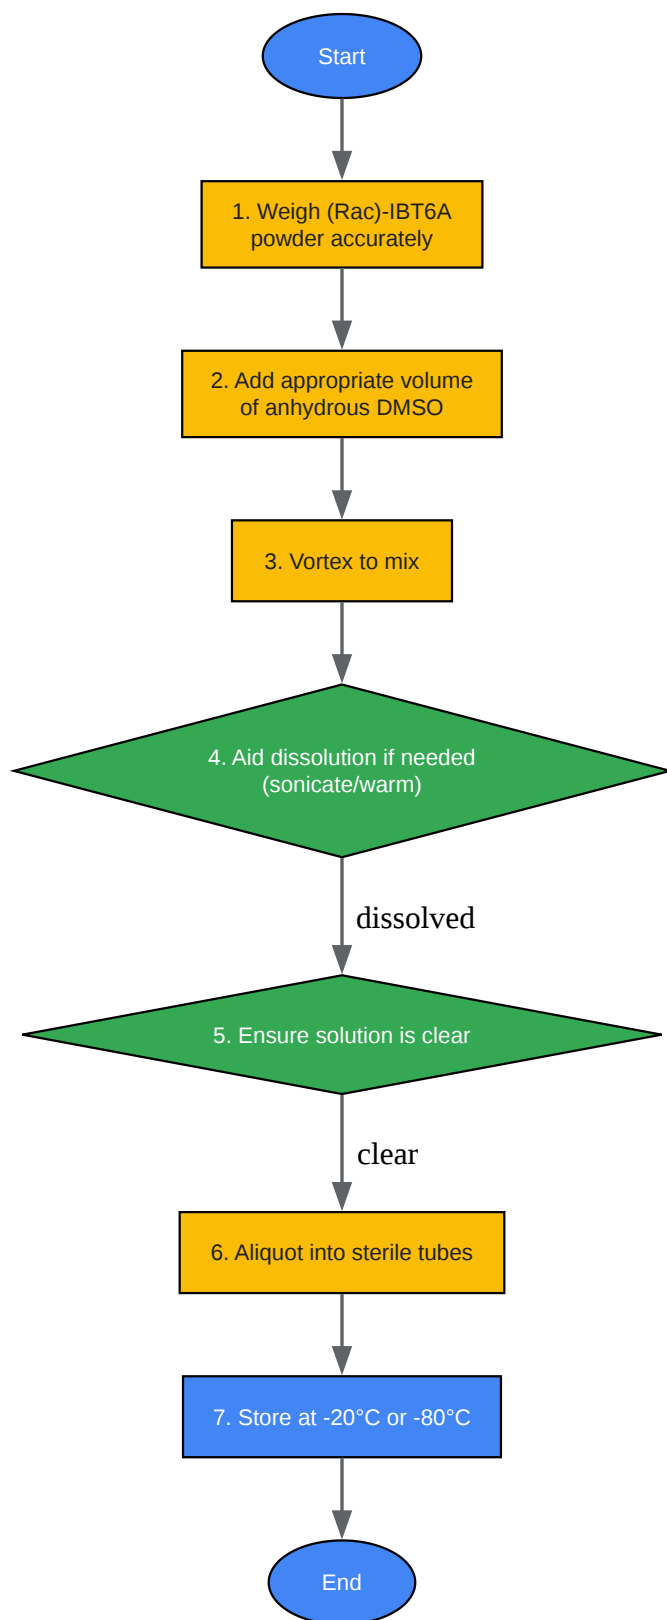 Start
1. Weigh (Rac)-IBT6A
powder accurately
2. Add appropriate volume
of anhydrous DMSO
3. Vortex to mix
4. Aid dissolution if needed
(sonicate/warm)
dissolved
5. Ensure solution is clear
clear
6. Aliquot into sterile tubes
7. Store at -20°C or -80°C
End